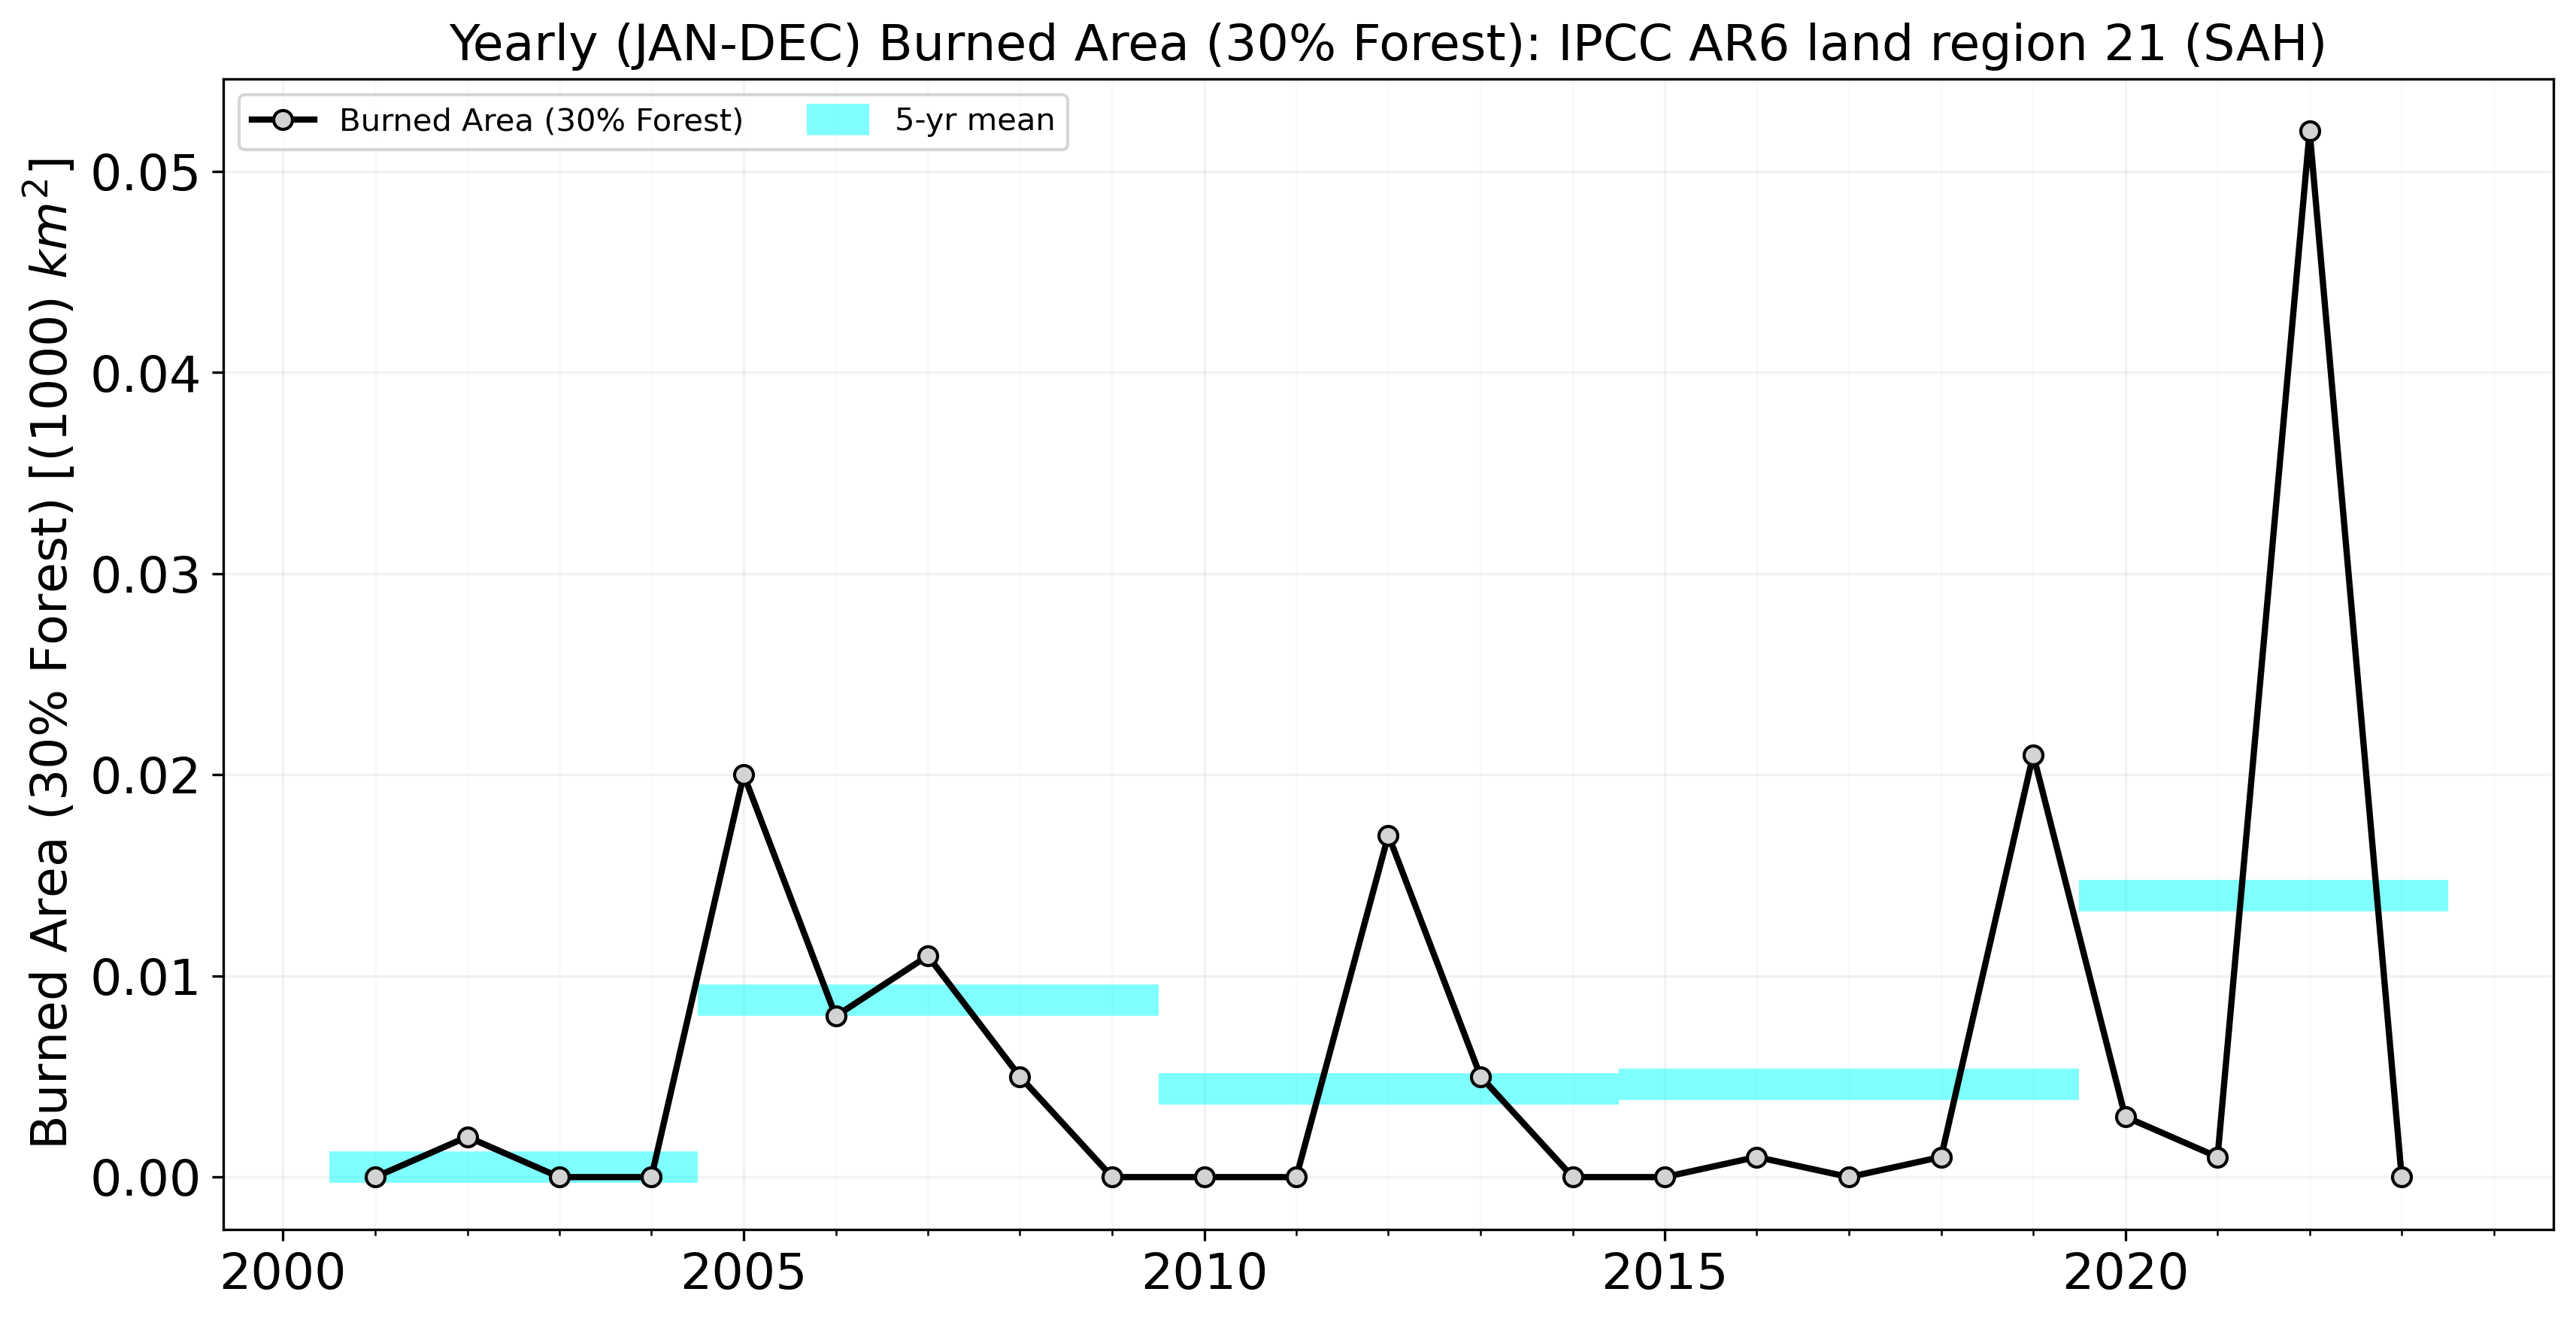 Yearly (JAN-DEC) Burned Area (30% Forest): IPCC AR6 land region 21 (SAH)
Burned Area (30% Forest)
5-yr mean
Burned Area (30% Forest) [(1000) km²]
0.05
0.04
0.03
0.02
0.01
0.00
2000 2005 2010 2015 2020